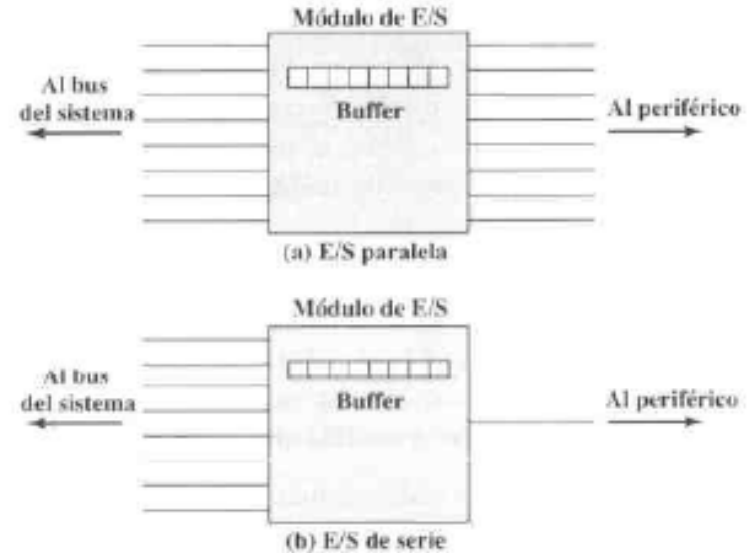 Módulo de E/S
Al bus
del sistema
Buffer
Al periférico
(a) E/S paralela
Módulo de E/S
Al bus
del sistema
Buffer
Al periférico
(b) E/S de serie